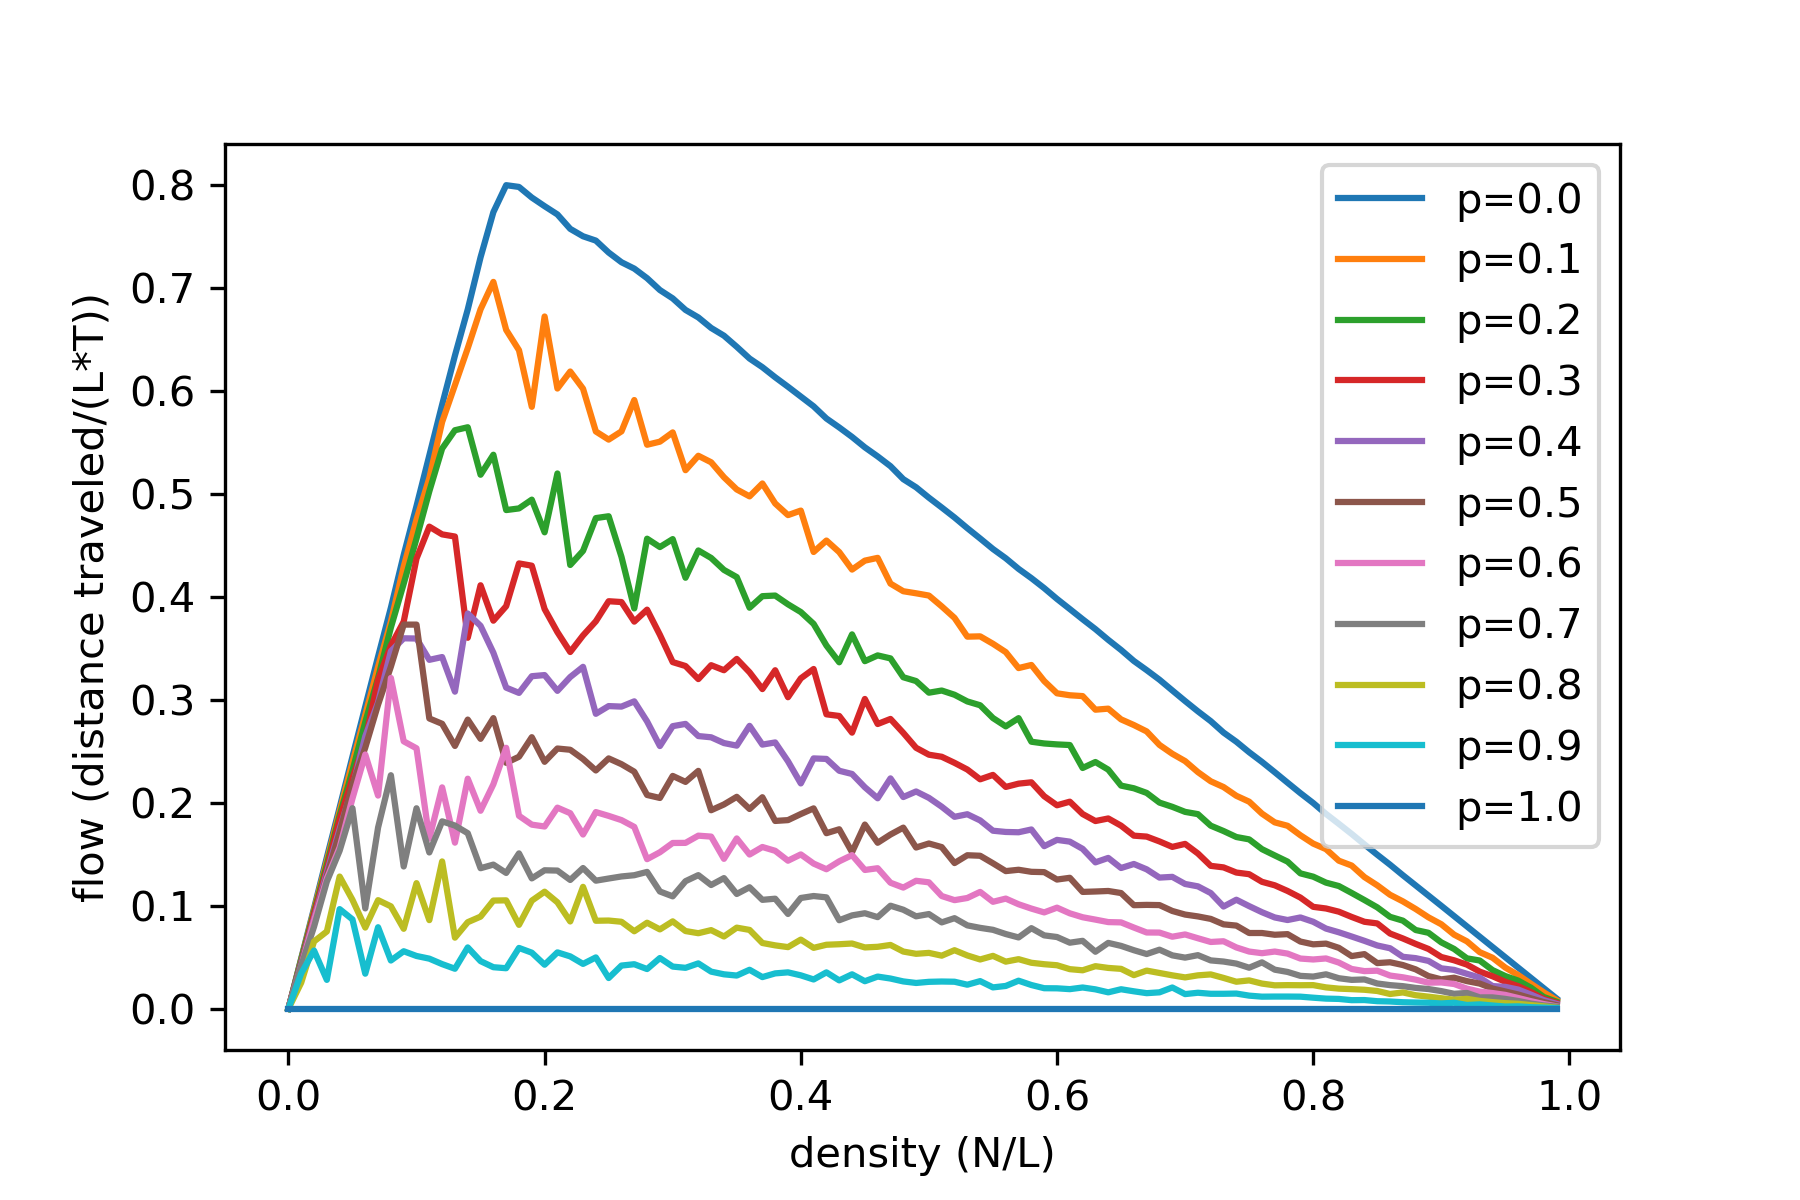 flow (distance traveled/(L*T))
0.8
0.7
0.6
0.5
0.4
0.3
0.2
0.1
0.0
p=0.0
p=0.1
p=0.2
p=0.3
p=0.4
p=0.5
p=0.6
p=0.7
p=0.8
p=0.9
p=1.0
0.0 0.2 0.4 0.6 0.8 1.0
density (N/L)